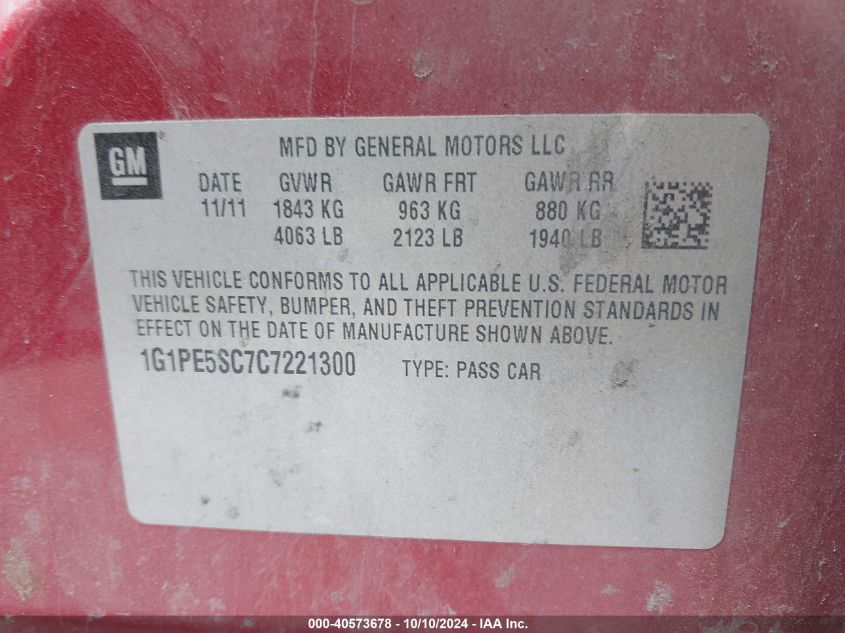 GM
MFD BY GENERAL MOTORS LLC
DATE GVWR GAWR FRT GAWR RR
11/11 1843 KG 963 KG 880 KG
4063 LB 2123 LB 1940 LB
THIS VEHICLE CONFORMS TO ALL APPLICABLE U.S. FEDERAL MOTOR
VEHICLE SAFETY, BUMPER, AND THEFT PREVENTION STANDARDS IN
EFFECT ON THE DATE OF MANUFACTURE SHOWN ABOVE.
1G1PE5SC7C7221300 TYPE: PASS CAR
000-40573678 - 10/10/2024 - IAA Inc.